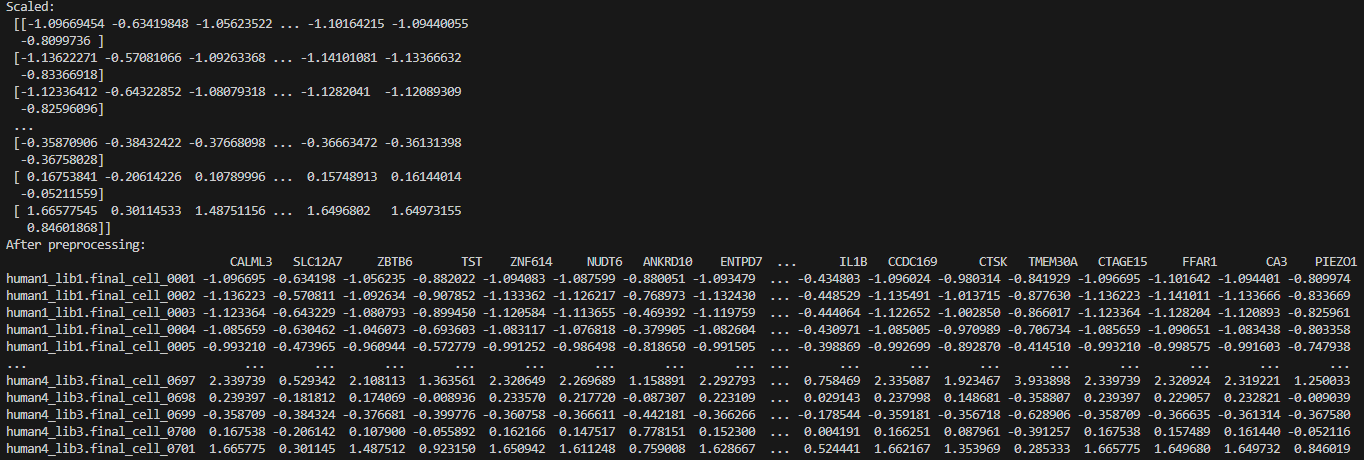 Scaled:
[[-1.09669454 -0.63419848 -1.05623522 ... -1.10164215 -1.09440055
-0.8099736 ]
[-1.13622271 -0.57081066 -1.09263368 ... -1.14101081 -1.13366632
-0.83366918]
[-1.12336412 -0.64322852 -1.08079318 ... -1.1282041 -1.12089309
-0.82596096]
...
[-0.35870906 -0.38432422 -0.37668098 ... -0.36663472 -0.36131398
-0.36758028]
[ 0.16753841 -0.20614226 0.10789996 ... 0.15748913 0.16144014
-0.05211559]
[ 1.66577545 0.30114533 1.48751156 ... 1.6496802 1.64973155
0.84601868]]
After preprocessing:
CALML3 SLC12A7 ZBTB6 TST ZNF614 NUDT6 ANKRD10 ENTPD7 ... IL1B CCDC169 CTSK TMEM30A CTAGE15 FFAR1 CA3 PIEZO1
human1_lib1.final_cell_0001 -1.096695 -0.634198 -1.056235 -0.882022 -1.094083 -1.087599 -0.880051 -1.093479 ... -0.434803 -1.096024 -0.980314 -0.841929 -1.096695 -1.101642 -1.094401 -0.809974
human1_lib1.final_cell_0002 -1.136223 -0.570811 -1.092634 -0.907852 -1.133362 -1.126217 -0.768973 -1.132430 ... -0.448529 -1.135491 -1.013715 -0.877630 -1.136223 -1.141011 -1.133666 -0.833669
human1_lib1.final_cell_0003 -1.123364 -0.643229 -1.080793 -0.899450 -1.120584 -1.113655 -0.469392 -1.119759 ... -0.444064 -1.122652 -1.002850 -0.866017 -1.123364 -1.128204 -1.120893 -0.825961
human1_lib1.final_cell_0004 -1.085659 -0.630462 -1.046073 -0.693603 -1.083117 -1.076818 -0.379905 -1.082604 ... -0.430971 -1.085005 -0.970989 -0.706734 -1.085659 -1.090651 -1.083438 -0.803358
human1_lib1.final_cell_0005 -0.993210 -0.473965 -0.960944 -0.572779 -0.991252 -0.986498 -0.818650 -0.991505 ... -0.398869 -0.992699 -0.892870 -0.414510 -0.993210 -0.998575 -0.991603 -0.747938
... ... ... ... ... ... ... ... ... ... ... ... ... ... ... ... ... ...
human4_lib3.final_cell_0697 2.339739 0.529342 2.108113 1.363561 2.320649 2.269689 1.158891 2.292793 ... 0.758469 2.335087 1.923467 3.933898 2.339739 2.320924 2.319221 1.250033
human4_lib3.final_cell_0698 0.239397 -0.181812 0.174069 -0.008936 0.233570 0.217720 -0.087307 0.223109 ... 0.029143 0.237998 0.148681 -0.358807 0.239397 0.229057 0.232821 -0.009039
human4_lib3.final_cell_0699 -0.358709 -0.384324 -0.376681 -0.399776 -0.360758 -0.366611 -0.442181 -0.366266 ... -0.178544 -0.359181 -0.356718 -0.628906 -0.358709 -0.366635 -0.361314 -0.367580
human4_lib3.final_cell_0700 0.167538 -0.206142 0.107900 -0.055892 0.162166 0.147517 0.778151 0.152300 ... 0.004191 0.166251 0.087961 -0.391257 0.167538 0.157489 0.161440 -0.052116
human4_lib3.final_cell_0701 1.665775 0.301145 1.487512 0.923150 1.650942 1.611248 0.759008 1.628667 ... 0.524441 1.662167 1.353969 0.285333 1.665775 1.649680 1.649732 0.846019